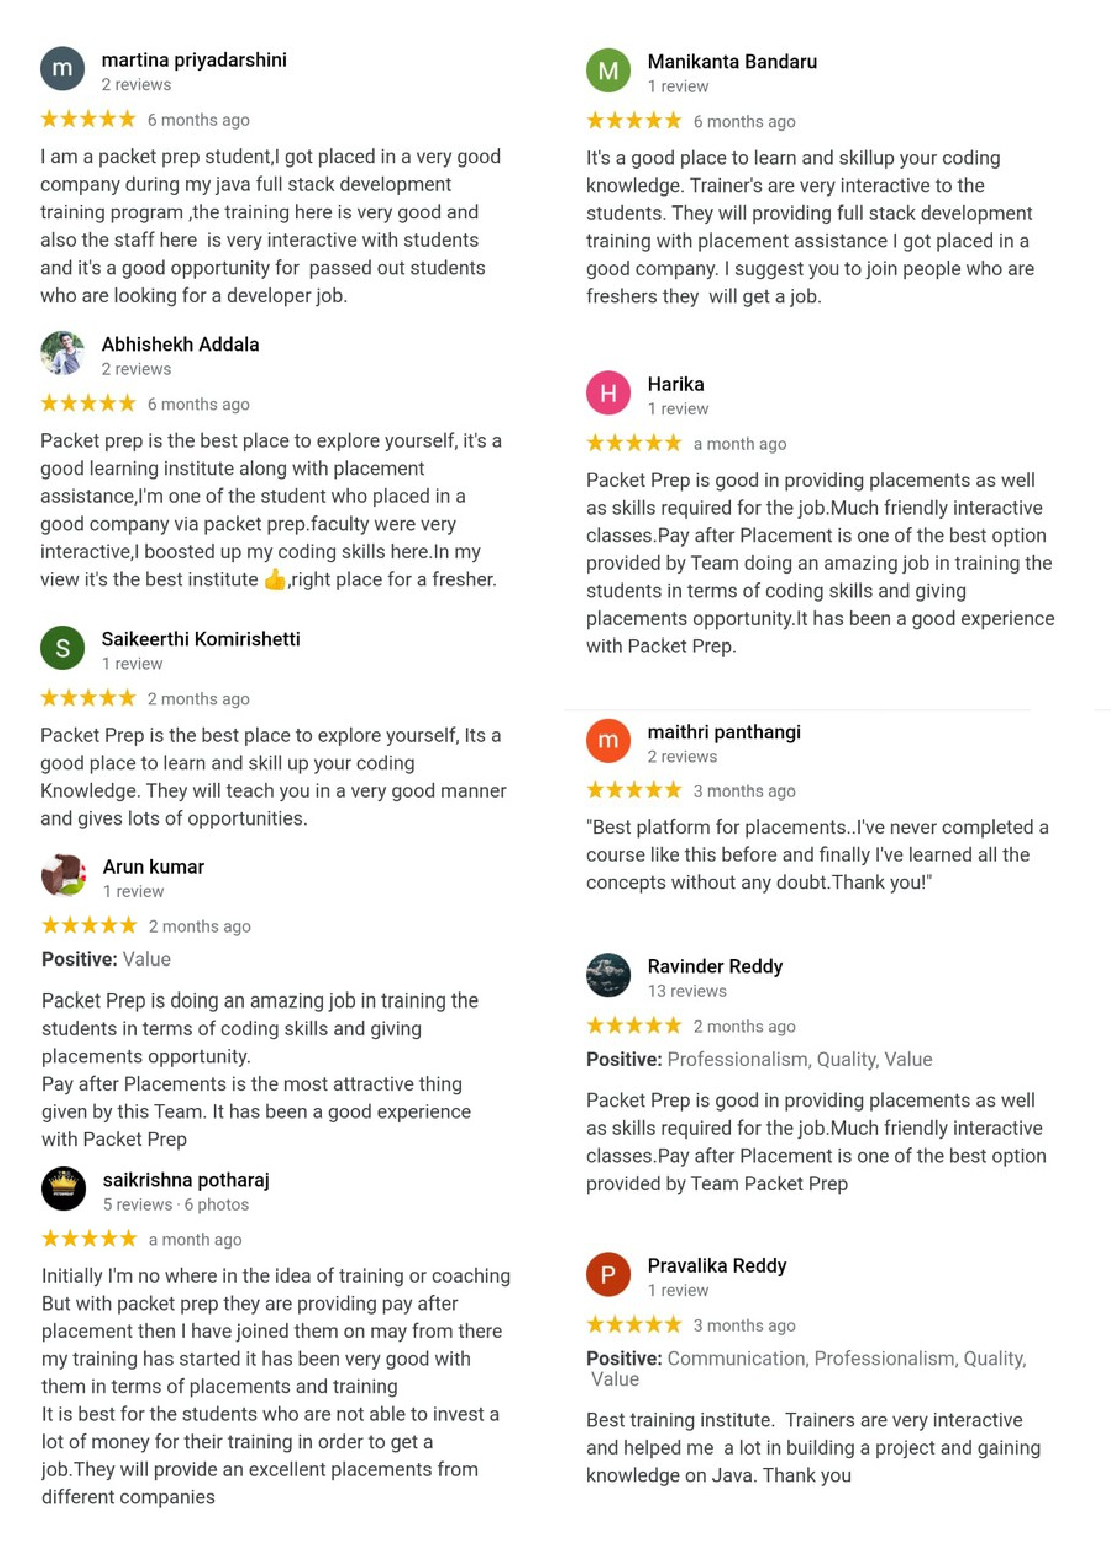 m
martina priyadarshini
2 reviews
6 months ago
I am a packet prep student,I got placed in a very good
company during my java full stack development
training program ,the training here is very good and
also the staff here  is very interactive with students
and it's a good opportunity for  passed out students
who are looking for a developer job.
Abhishekh Addala
2 reviews
6 months ago
Packet prep is the best place to explore yourself, it's a
good learning institute along with placement
assistance,I'm one of the student who placed in a
good company via packet prep.faculty were very
interactive,I boosted up my coding skills here.In my
view it's the best institute 👍,right place for a fresher.
S
Saikeerthi Komirishetti
1 review
2 months ago
Packet Prep is the best place to explore yourself, Its a
good place to learn and skill up your coding
Knowledge. They will teach you in a very good manner
and gives lots of opportunities.
Arun kumar
1 review
2 months ago
Positive: Value
Packet Prep is doing an amazing job in training the
students in terms of coding skills and giving
placements opportunity.
Pay after Placements is the most attractive thing
given by this Team. It has been a good experience
with Packet Prep
saikrishna potharaj
5 reviews · 6 photos
a month ago
Initially I'm no where in the idea of training or coaching
But with packet prep they are providing pay after
placement then I have joined them on may from there
my training has started it has been very good with
them in terms of placements and training
It is best for the students who are not able to invest a
lot of money for their training in order to get a
job.They will provide an excellent placements from
different companies
M
Manikanta Bandaru
1 review
6 months ago
It's a good place to learn and skillup your coding
knowledge. Trainer's are very interactive to the
students. They will providing full stack development
training with placement assistance I got placed in a
good company. I suggest you to join people who are
freshers they  will get a job.
H
Harika
1 review
a month ago
Packet Prep is good in providing placements as well
as skills required for the job.Much friendly interactive
classes.Pay after Placement is one of the best option
provided by Team doing an amazing job in training the
students in terms of coding skills and giving
placements opportunity.It has been a good experience
with Packet Prep.
m
maithri panthangi
2 reviews
3 months ago
"Best platform for placements..I've never completed a
course like this before and finally I've learned all the
concepts without any doubt.Thank you!"
Ravinder Reddy
13 reviews
2 months ago
Positive: Professionalism, Quality, Value
Packet Prep is good in providing placements as well
as skills required for the job.Much friendly interactive
classes.Pay after Placement is one of the best option
provided by Team Packet Prep
P
Pravalika Reddy
1 review
3 months ago
Positive: Communication, Professionalism, Quality,
Value
Best training institute.  Trainers are very interactive
and helped me  a lot in building a project and gaining
knowledge on Java. Thank you